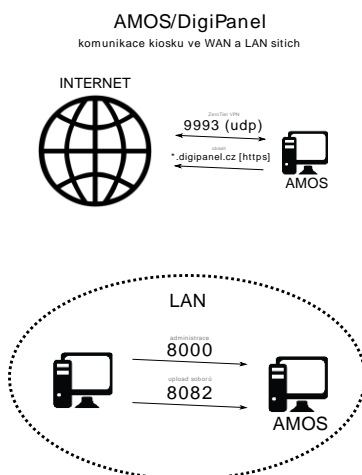 AMOS/DigiPanel
komunikace kiosku ve WAN a LAN sítích
INTERNET
ZeroTier VPN
9993 (udp)
obsah
*.digipanel.cz [https]
AMOS
LAN
administrace
8000
upload souborů
8082
AMOS